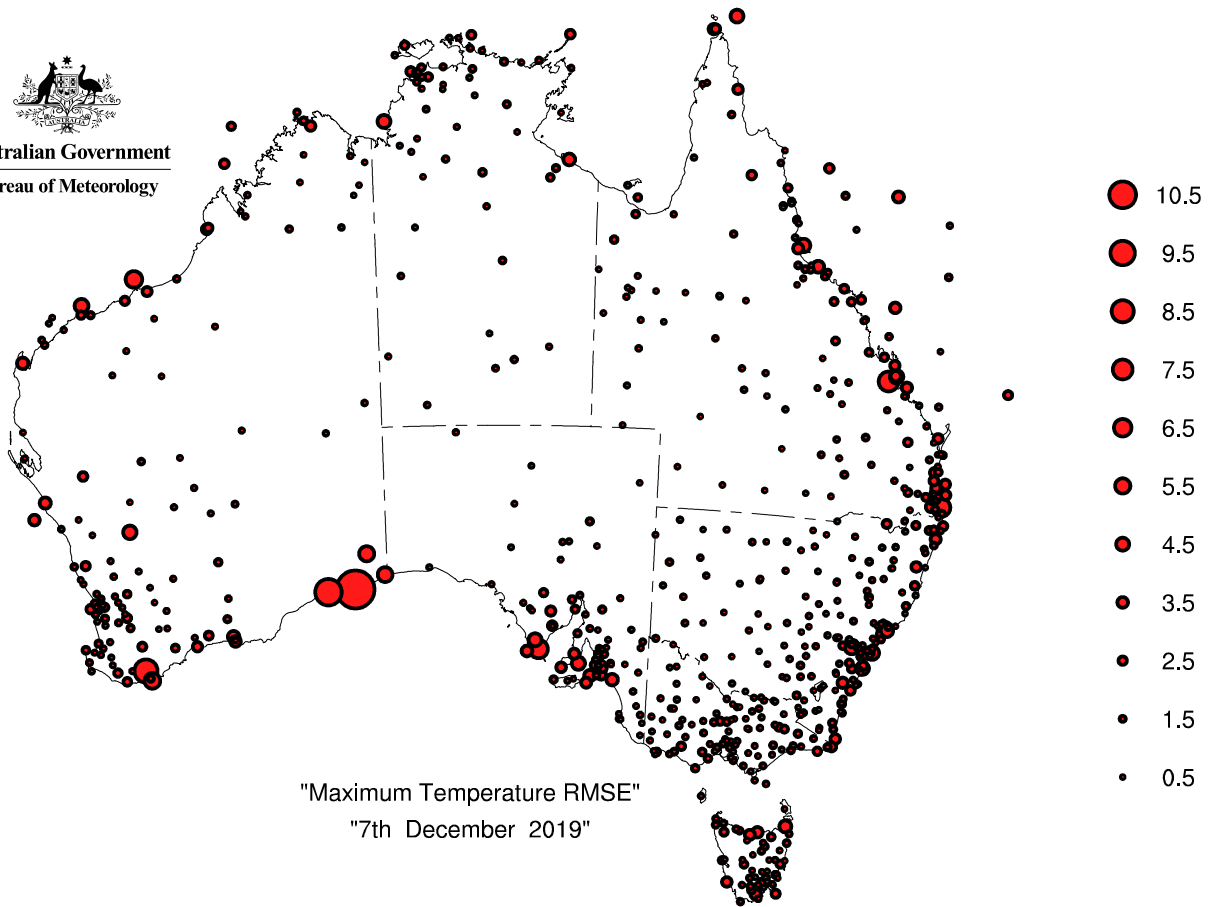 AUSTRALIA
tralian Government
reau of Meteorology
10.5
9.5
8.5
7.5
6.5
5.5
4.5
3.5
2.5
1.5
0.5
"Maximum Temperature RMSE"
"7th December 2019"